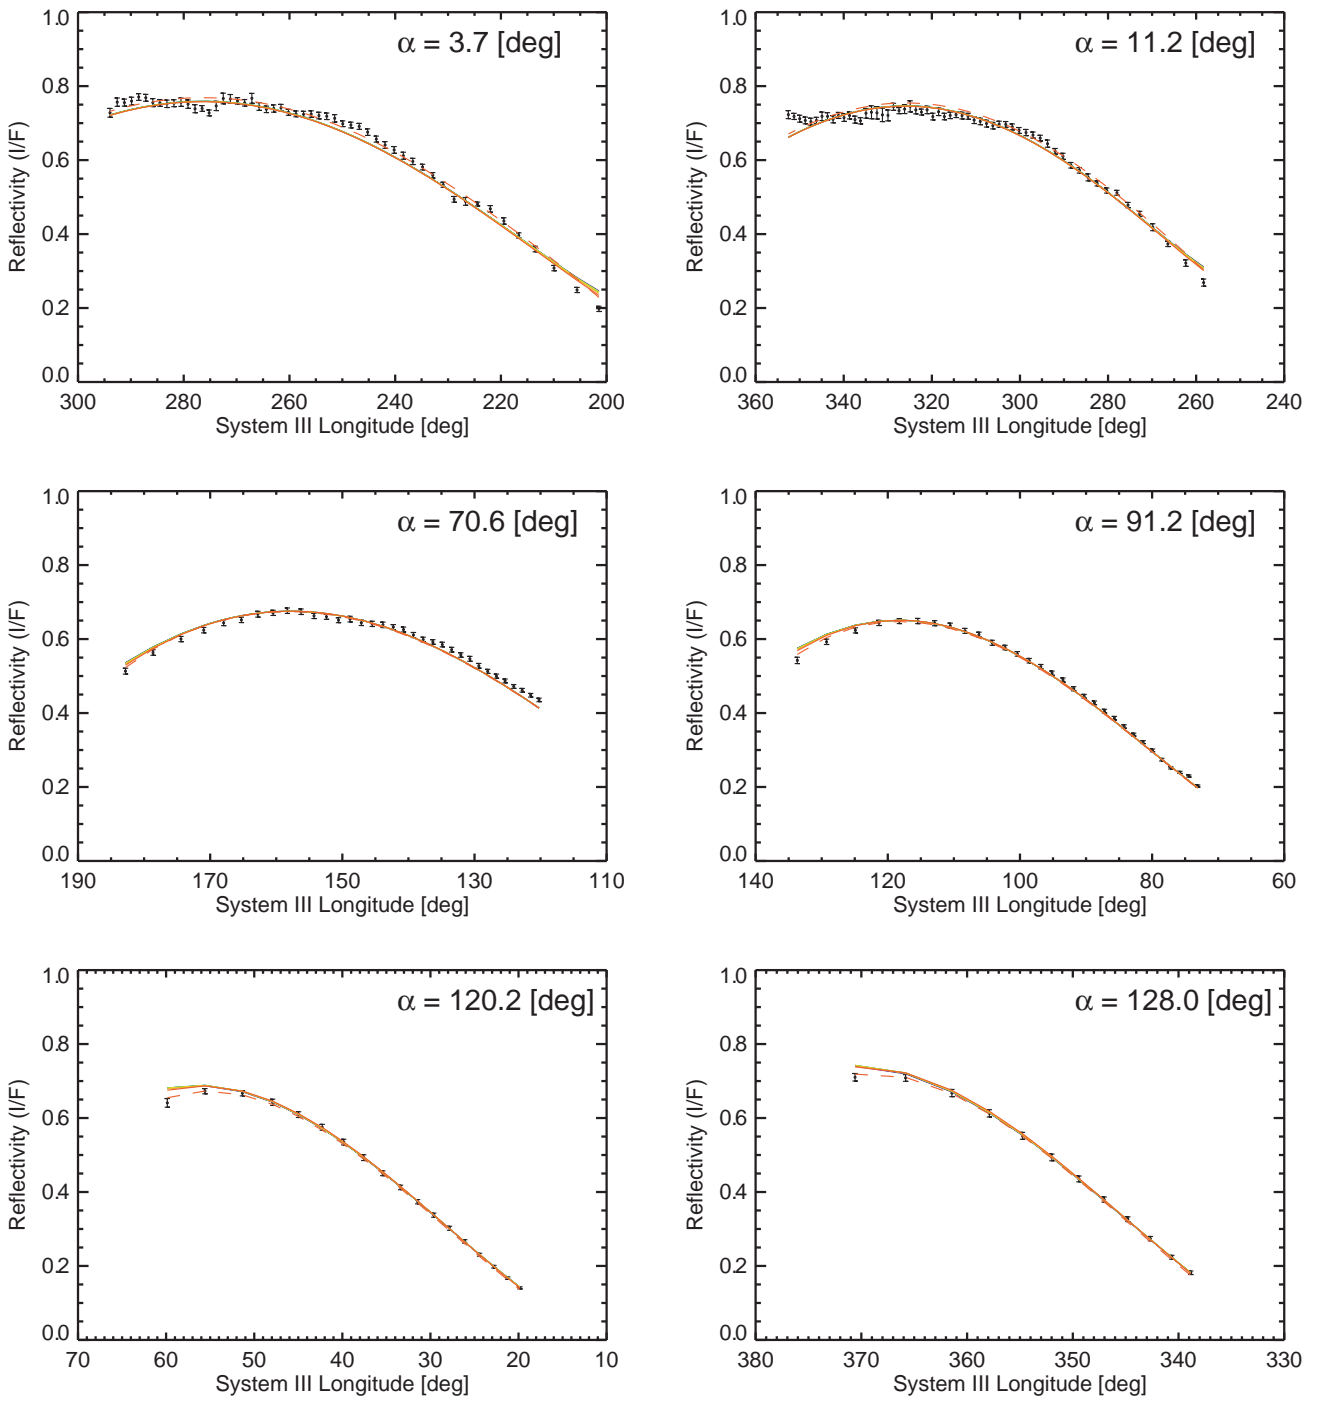 α = 3.7 [deg]
1.0
0.8
0.6
0.4
0.2
0.0
Reflectivity (I/F)
300 280 260 240 220 200
System III Longitude [deg]
α = 11.2 [deg]
1.0
0.8
0.6
0.4
0.2
0.0
Reflectivity (I/F)
360 340 320 300 280 260 240
System III Longitude [deg]
α = 70.6 [deg]
1.0
0.8
0.6
0.4
0.2
0.0
Reflectivity (I/F)
190 170 150 130 110
System III Longitude [deg]
α = 91.2 [deg]
1.0
0.8
0.6
0.4
0.2
0.0
Reflectivity (I/F)
140 120 100 80 60
System III Longitude [deg]
α = 120.2 [deg]
1.0
0.8
0.6
0.4
0.2
0.0
Reflectivity (I/F)
70 60 50 40 30 20 10
System III Longitude [deg]
α = 128.0 [deg]
1.0
0.8
0.6
0.4
0.2
0.0
Reflectivity (I/F)
380 370 360 350 340 330
System III Longitude [deg]